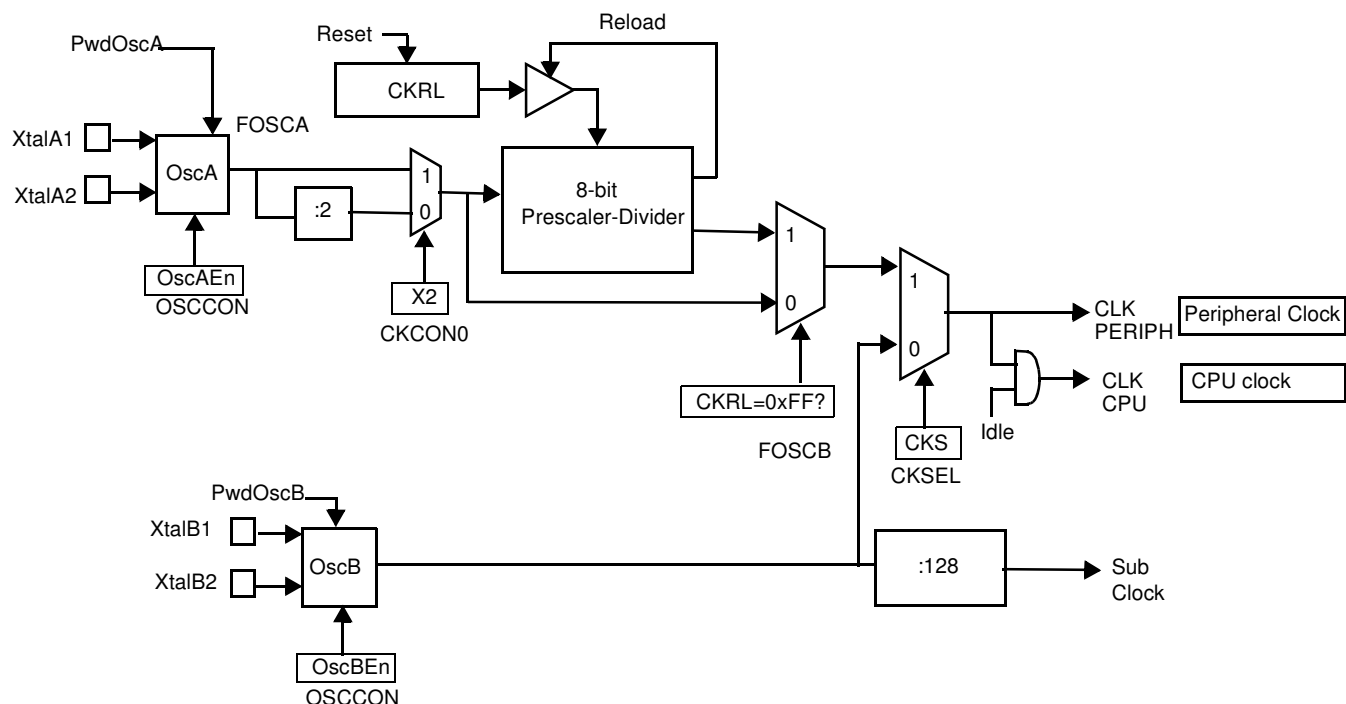 Reload
Reset
PwdOscA
CKRL
FOSCA
XtalA1
OscA
XtalA2
1
0
:2
8-bit
Prescaler-Divider
OscAEn
OSCCON
X2
CKCON0
1
0
1
0
CLK
PERIPH
Peripheral Clock
CLK
CPU
CPU clock
CKRL=0xFF?
Idle
FOSCB
CKS
CKSEL
PwdOscB
XtalB1
OscB
XtalB2
:128
Sub
Clock
OscBEn
OSCCON